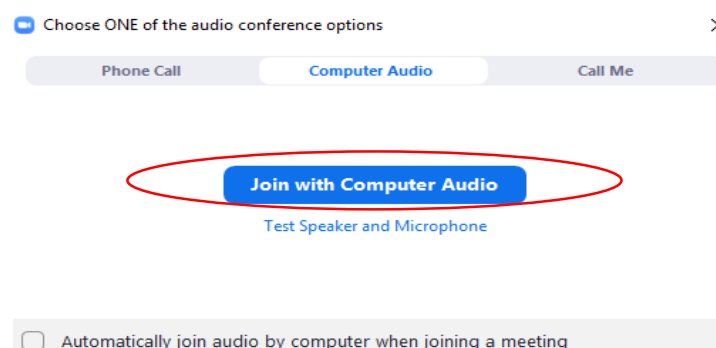 Choose ONE of the audio conference options
Phone Call Computer Audio Call Me
Join with Computer Audio
Test Speaker and Microphone
Automatically join audio by computer when joining a meeting